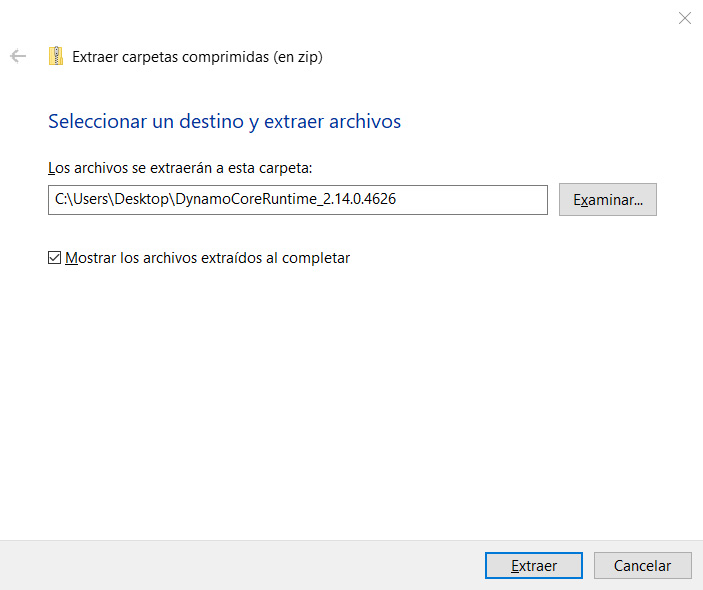 Extraer carpetas comprimidas (en zip)
Seleccionar un destino y extraer archivos
Los archivos se extraerán a esta carpeta:
C:\Users\Desktop\DynamoCoreRuntime_2.14.0.4626
Examinar...
Mostrar los archivos extraídos al completar
Extraer
Cancelar